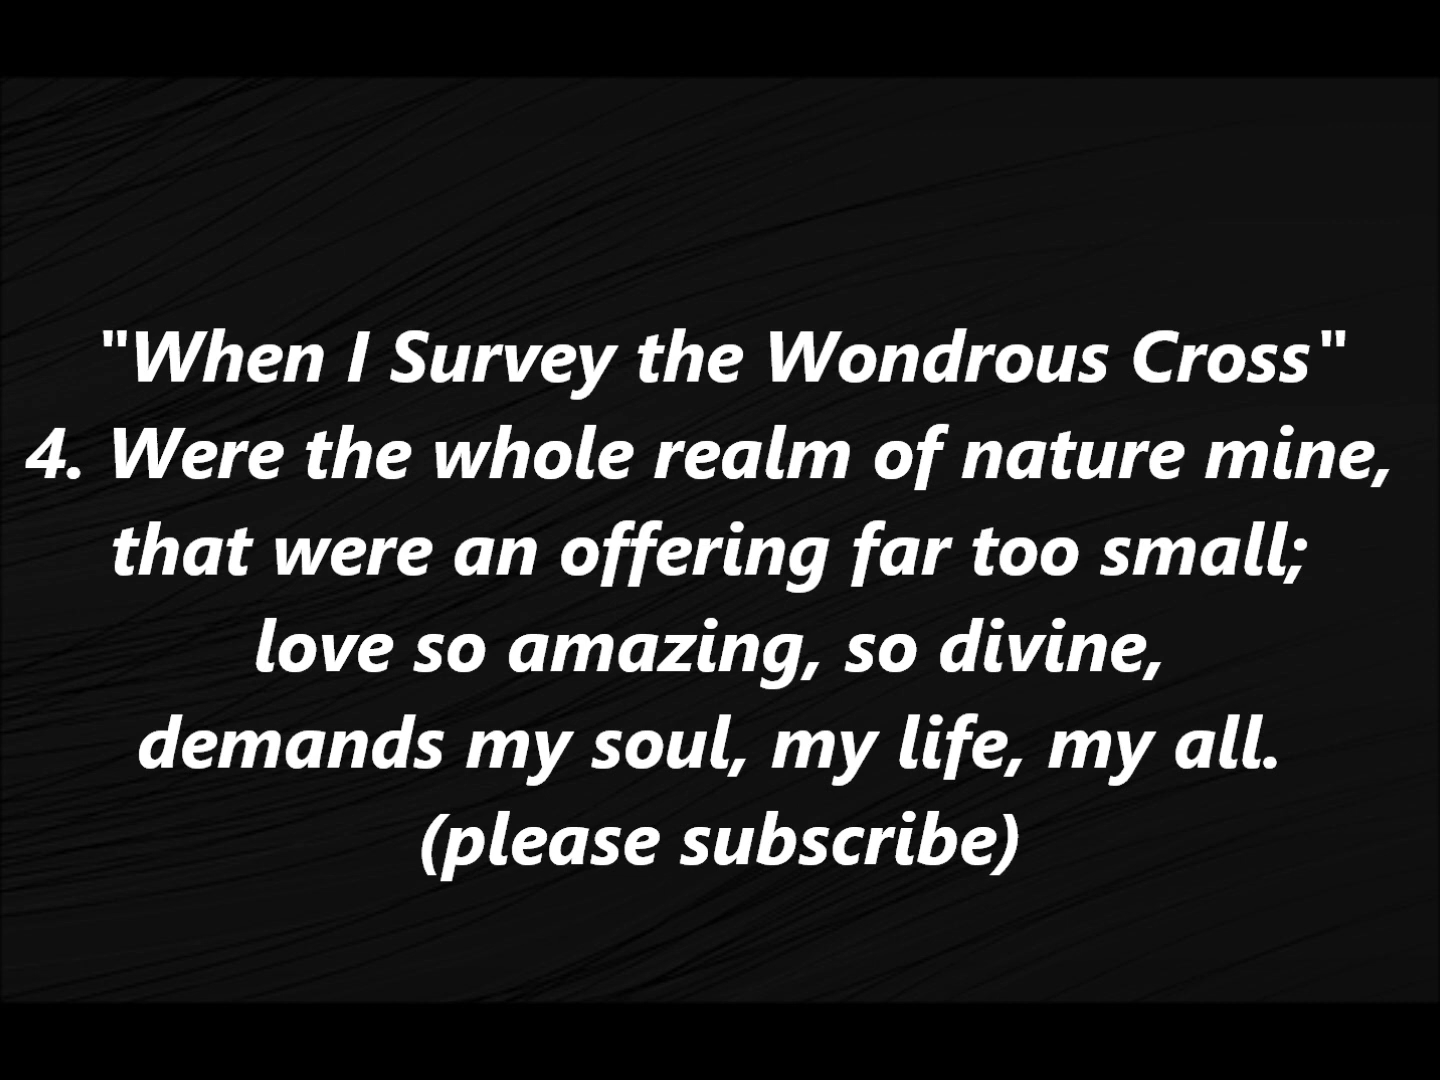 "When I Survey the Wondrous Cross"
4. Were the whole realm of nature mine,
that were an offering far too small;
love so amazing, so divine,
demands my soul, my life, my all.
(please subscribe)